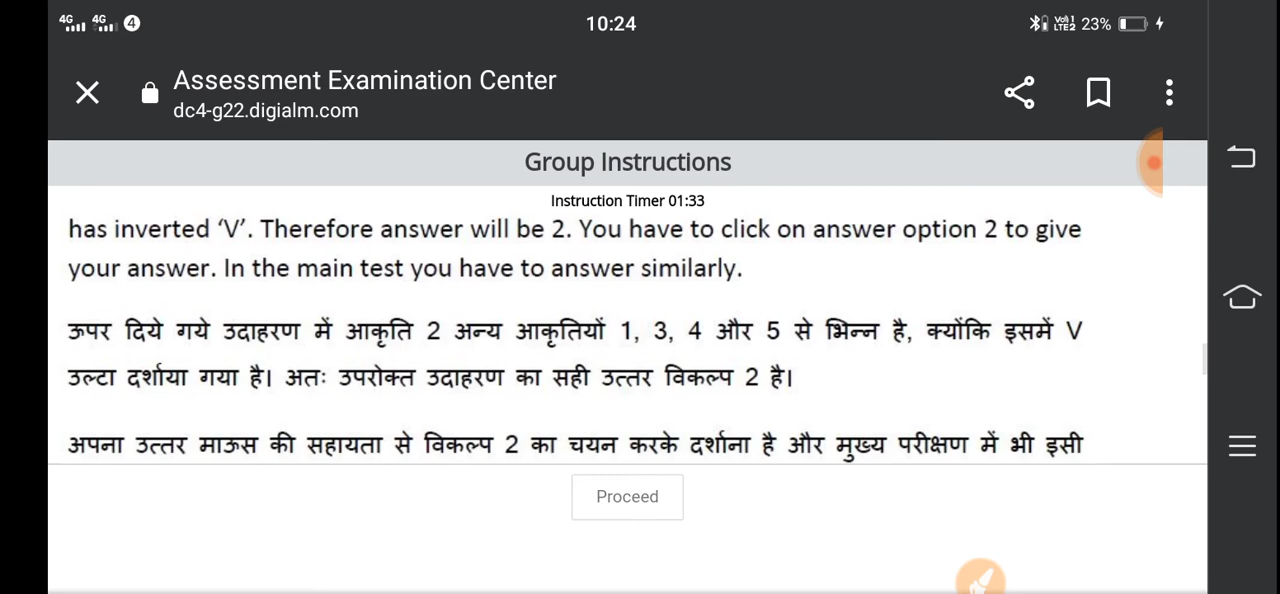 4G 4G 4 10:24 VoD 1 LTE2 23%
Assessment Examination Center
dc4-g22.digialm.com
Group Instructions
Instruction Timer 01:33
has inverted ‘V’. Therefore answer will be 2. You have to click on answer option 2 to give
your answer. In the main test you have to answer similarly.
ऊपर दिये गये उदाहरण में आकृति 2 अन्य आकृतियों 1, 3, 4 और 5 से भिन्न है, क्योंकि इसमें V
उल्टा दर्शाया गया है। अतः उपरोक्त उदाहरण का सही उत्तर विकल्प 2 है।
अपना उत्तर माऊस की सहायता से विकल्प 2 का चयन करके दर्शाना है और मुख्य परीक्षण में भी इसी
Proceed